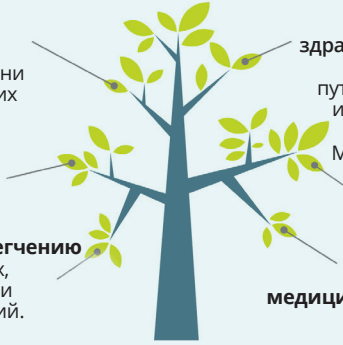 здра
ни
их
пут
и
М
егчению
х,
и
ий.
медици